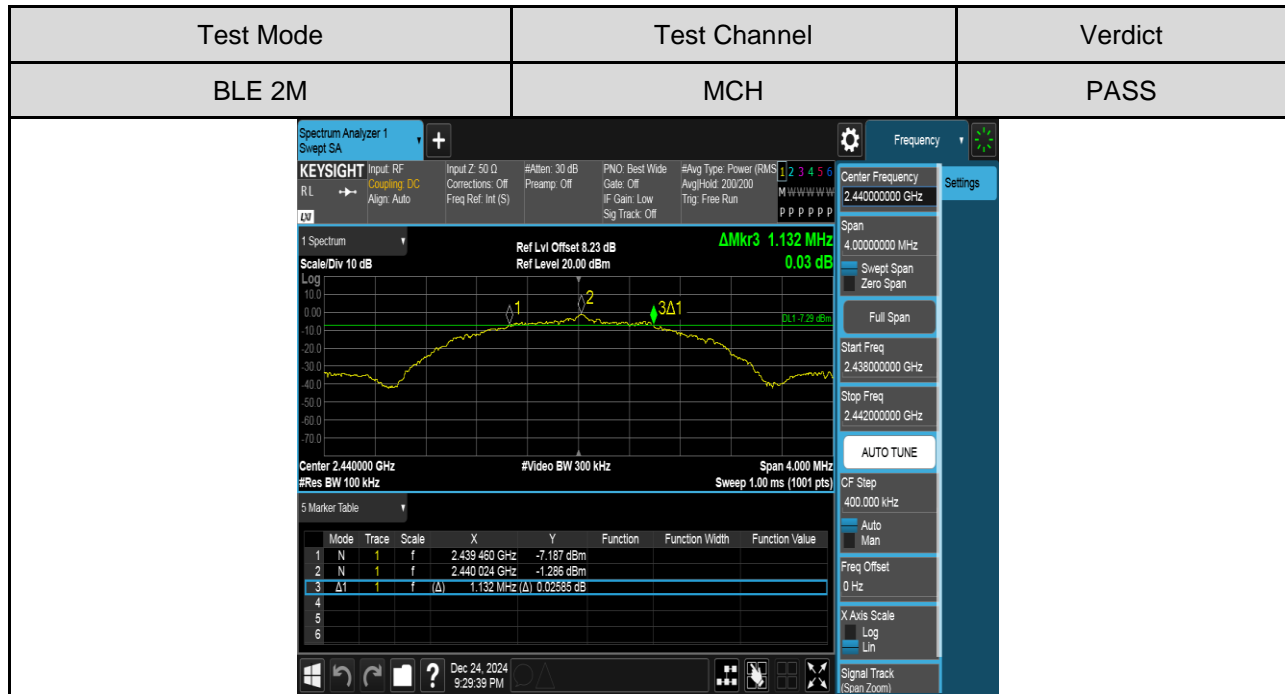 Test Mode Test Channel Verdict
BLE 2M MCH PASS
Spectrum Analyzer 1
Swept SA
+
Frequency
KEYSIGHT Input: RF Input Z: 50 Ω #Atten: 30 dB PNO: Best Wide #Avg Type: Power (RMS 1 2 3 4 5 6
RL Coupling: DC Corrections: Off Preamp: Off Gate: Off Avg|Hold: 200/200 M W W W W W
Align: Auto Freq Ref: Int (S) IF Gain: Low Trig: Free Run
LXI Sig Track: Off P P P P P P
1 Spectrum Ref Lvl Offset 8.23 dB ΔMkr3 1.132 MHz
Scale/Div 10 dB Ref Level 20.00 dBm 0.03 dB
Log
10.0
0.00
-10.0
-20.0
-30.0
-40.0
-50.0
-60.0
-70.0
1
2
3Δ1
DL1 -7.29 dBm
Center 2.440000 GHz #Video BW 300 kHz Span 4.000 MHz
#Res BW 100 kHz Sweep 1.00 ms (1001 pts)
5 Marker Table
Mode Trace Scale X Y Function Function Width Function Value
1 N 1 f 2.439 460 GHz -7.187 dBm
2 N 1 f 2.440 024 GHz -1.286 dBm
3 Δ1 1 f (Δ) 1.132 MHz (Δ) 0.02585 dB
4
5
6
? Dec 24, 2024
9:29:39 PM
Center Frequency
2.440000000 GHz
Settings
Span
4.00000000 MHz
Swept Span
Zero Span
Full Span
Start Freq
2.438000000 GHz
Stop Freq
2.442000000 GHz
AUTO TUNE
CF Step
400.000 kHz
Auto
Man
Freq Offset
0 Hz
X Axis Scale
Log
Lin
Signal Track
(Span Zoom)